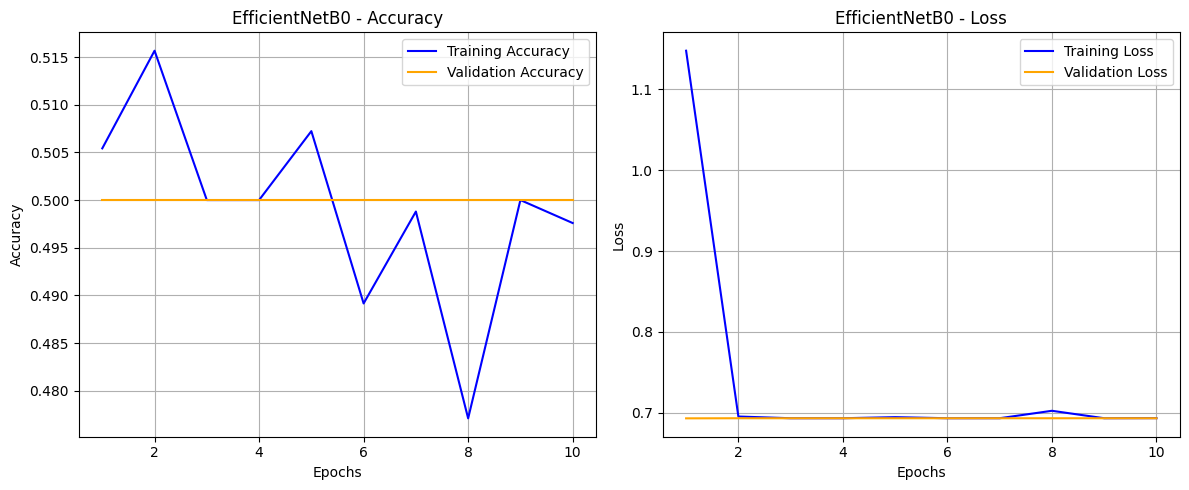 EfficientNetB0 - Accuracy
Training Accuracy
Validation Accuracy
0.515
0.510
0.505
0.500
0.495
0.490
0.485
0.480
Accuracy
2
4
6
8
10
Epochs
EfficientNetB0 - Loss
Training Loss
Validation Loss
1.1
1.0
0.9
0.8
0.7
Loss
2
4
6
8
10
Epochs